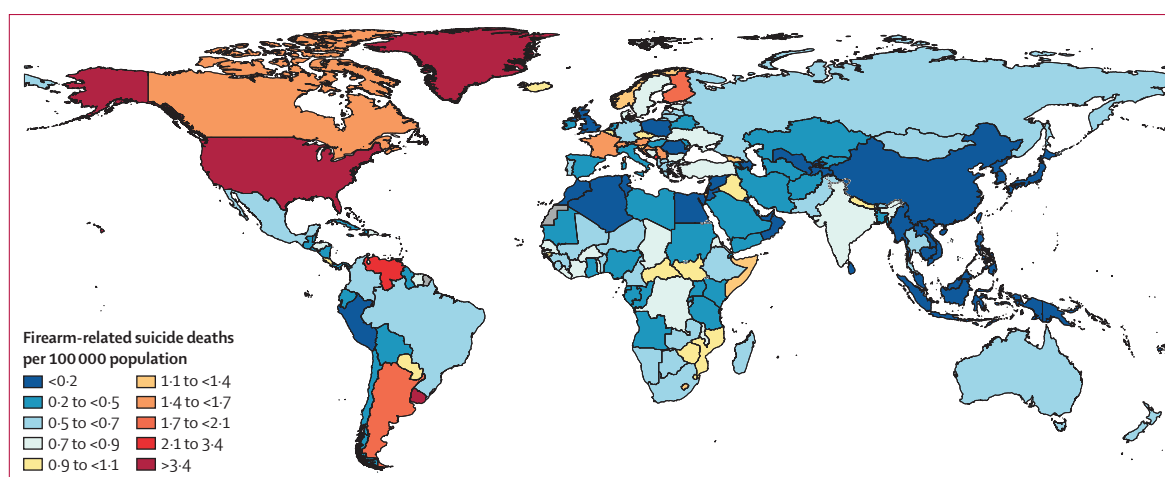 Firearm-related suicide deaths
per 100 000 population
<0·2
0·2 to <0·5
0·5 to <0·7
0·7 to <0·9
0·9 to <1·1
1·1 to <1·4
1·4 to <1·7
1·7 to <2·1
2·1 to 3·4
>3·4